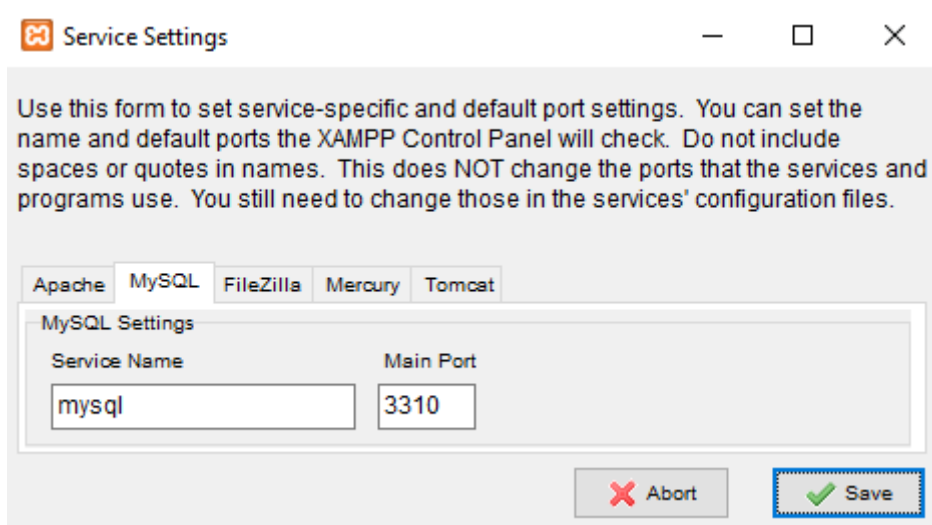 Service Settings
Use this form to set service-specific and default port settings.  You can set the
name and default ports the XAMPP Control Panel will check.  Do not include
spaces or quotes in names.  This does NOT change the ports that the services and
programs use.  You still need to change those in the services' configuration files.
Apache MySQL FileZilla Mercury Tomcat
MySQL Settings
Service Name Main Port
mysql 3310
Abort Save